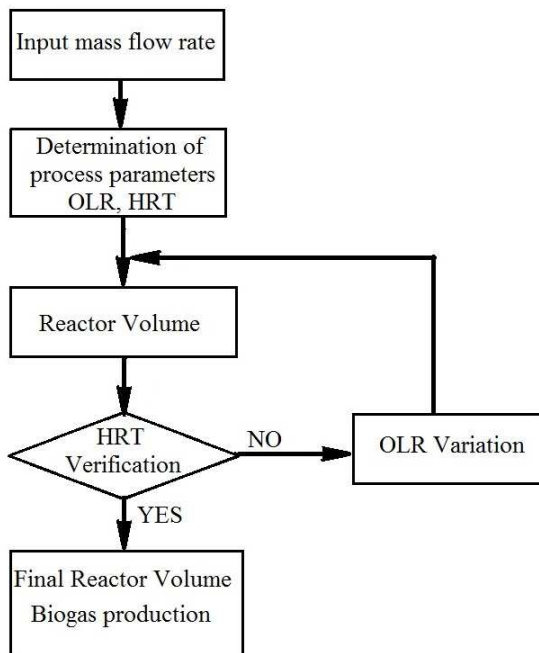 Input mass flow rate
Determination of
process parameters
OLR, HRT
Reactor Volume
HRT
Verification
NO
OLR Variation
YES
Final Reactor Volume
Biogas production